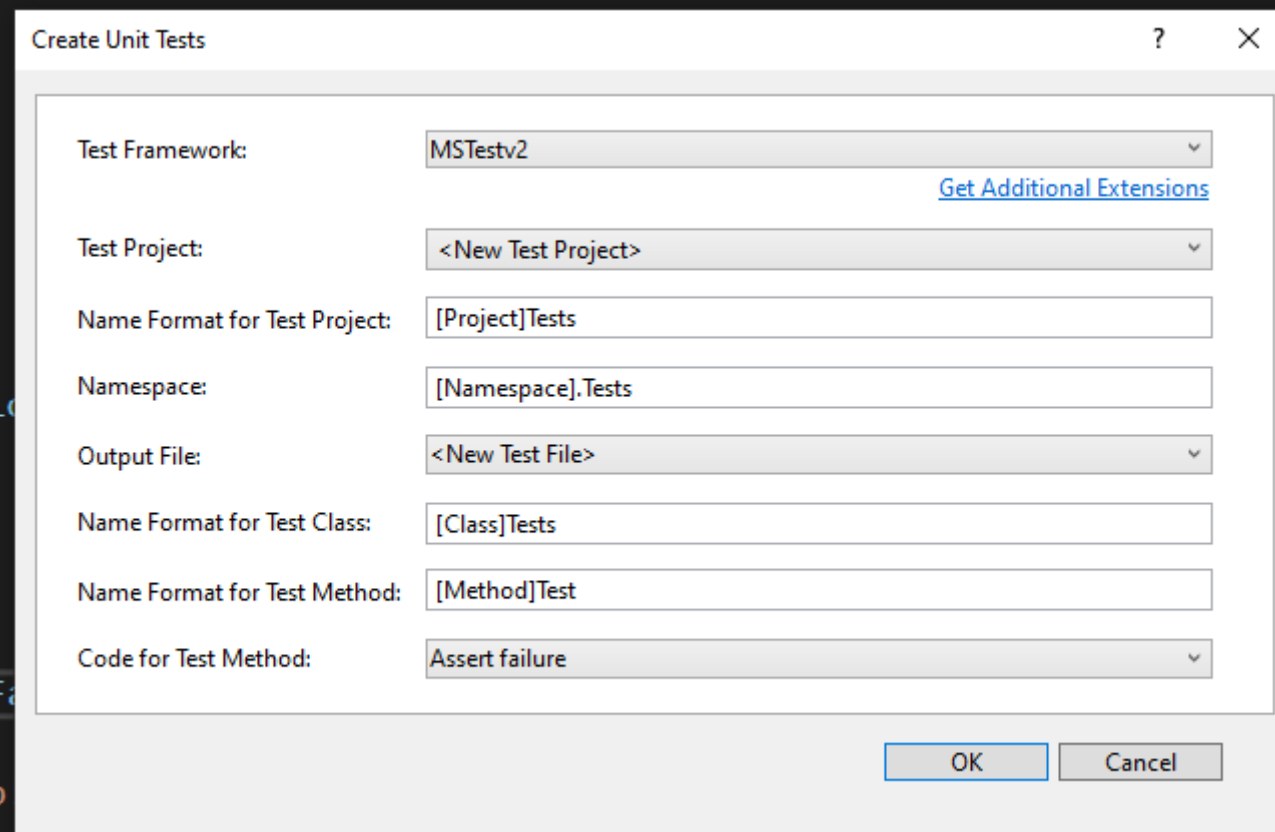 Create Unit Tests
?
Test Framework:
MSTestv2
Get Additional Extensions
Test Project:
<New Test Project>
Name Format for Test Project:
[Project]Tests
Namespace:
[Namespace].Tests
Output File:
<New Test File>
Name Format for Test Class:
[Class]Tests
Name Format for Test Method:
[Method]Test
Code for Test Method:
Assert failure
OK
Cancel